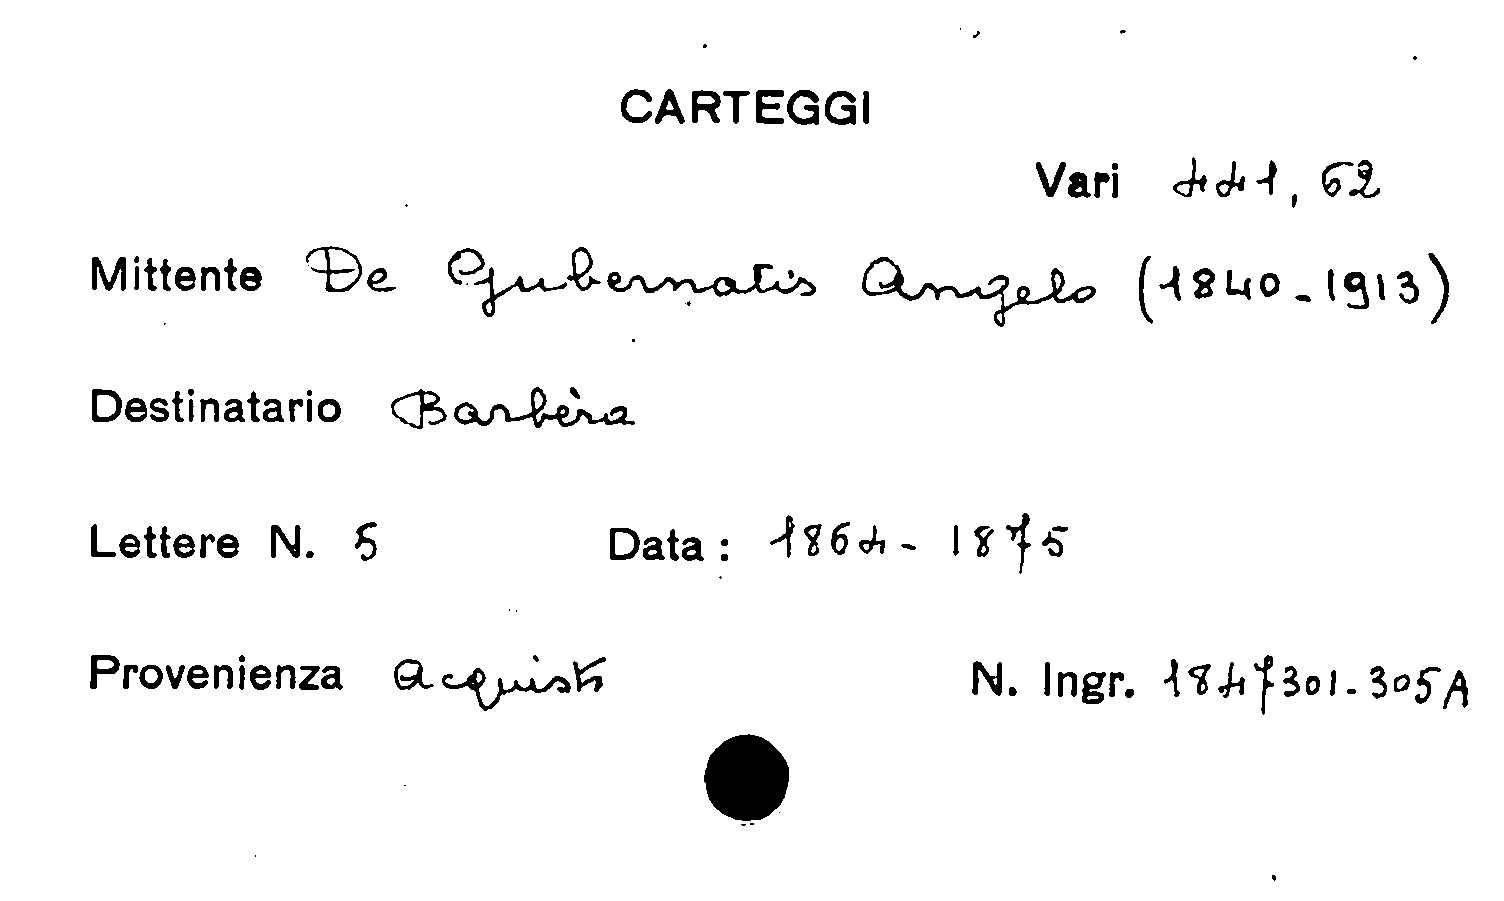 CARTEGGI
Vari 441, 62
Mittente De Gubernatis Angelo (1840-1913)
Destinatario Barbèra
Lettere N. 5 Data: 1864-1875
Provenienza Acquisto N. Ingr. 1847301-305A